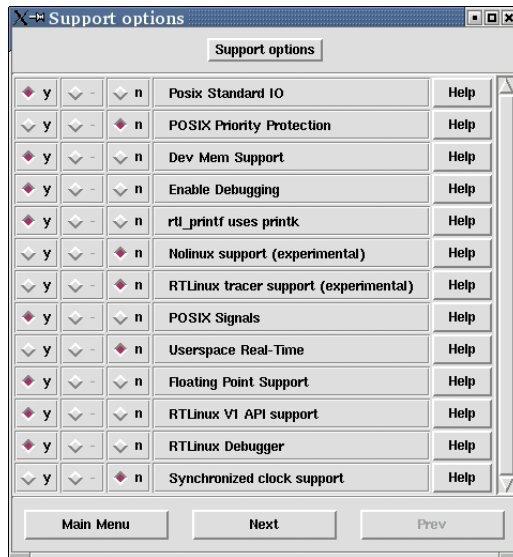 Support options
Support options
y - n Posix Standard IO Help
y - n POSIX Priority Protection Help
y - n Dev Mem Support Help
y - n Enable Debugging Help
y - n rtl_printf uses printk Help
y - n Nolinux support (experimental) Help
y - n RTLinux tracer support (experimental) Help
y - n POSIX Signals Help
y - n Userspace Real-Time Help
y - n Floating Point Support Help
y - n RTLinux V1 API support Help
y - n RTLinux Debugger Help
y - n Synchronized clock support Help
Main Menu Next Prev